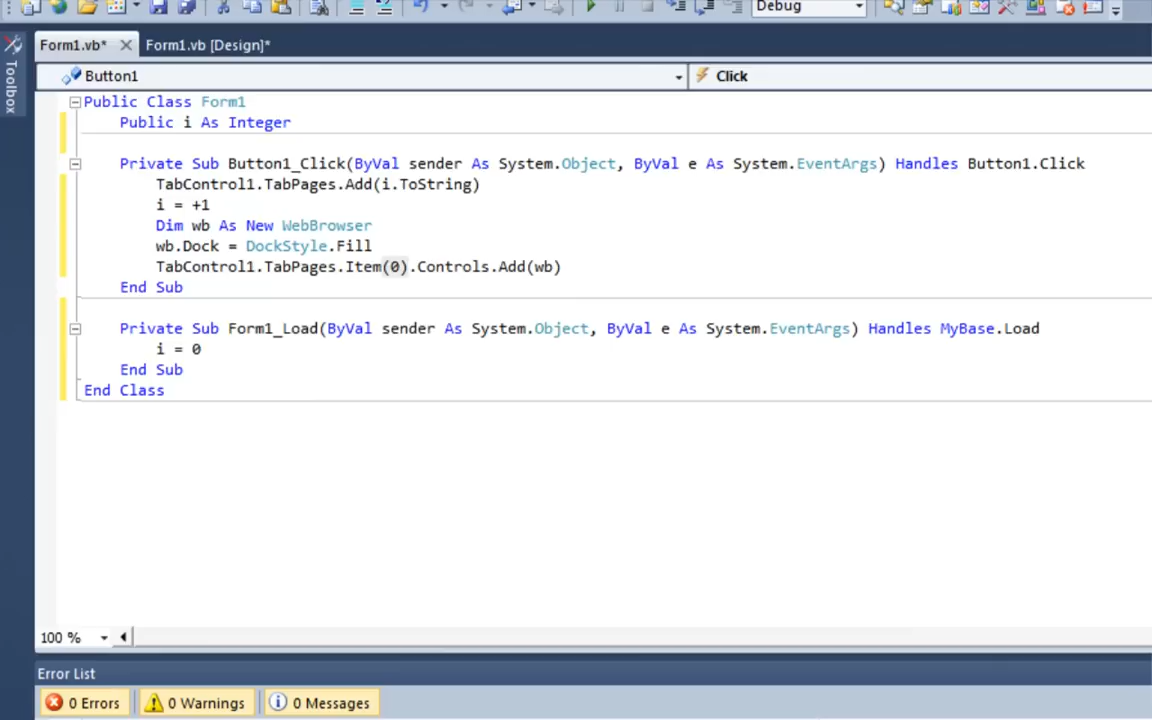 Debug
Form1.vb*
Form1.vb [Design]*
Toolbox
Button1
Click
Public Class Form1
Public i As Integer
Private Sub Button1_Click(ByVal sender As System.Object, ByVal e As System.EventArgs) Handles Button1.Click
TabControl1.TabPages.Add(i.ToString)
i = +1
Dim wb As New WebBrowser
wb.Dock = DockStyle.Fill
TabControl1.TabPages.Item(0).Controls.Add(wb)
End Sub
Private Sub Form1_Load(ByVal sender As System.Object, ByVal e As System.EventArgs) Handles MyBase.Load
i = 0
End Sub
End Class
100 %
Error List
0 Errors
0 Warnings
0 Messages